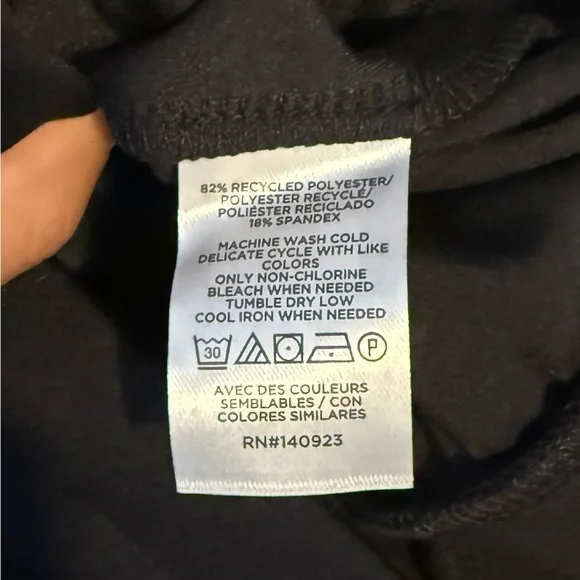 82% RECYCLED POLYESTER/
POLYESTER RECYCLÉ/
POLIÉSTER RECICLADO
18% SPANDEX
MACHINE WASH COLD
DELICATE CYCLE WITH LIKE
COLORS
ONLY NON-CHLORINE
BLEACH WHEN NEEDED
TUMBLE DRY LOW
COOL IRON WHEN NEEDED
30 P
AVEC DES COULEURS
SEMBLABLES / CON
COLORES SIMILARES
RN#140923